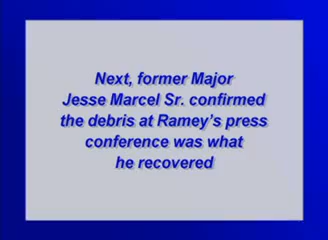 Next, former Major
Jesse Marcel Sr. confirmed
the debris at Ramey's press
conference was what
he recovered